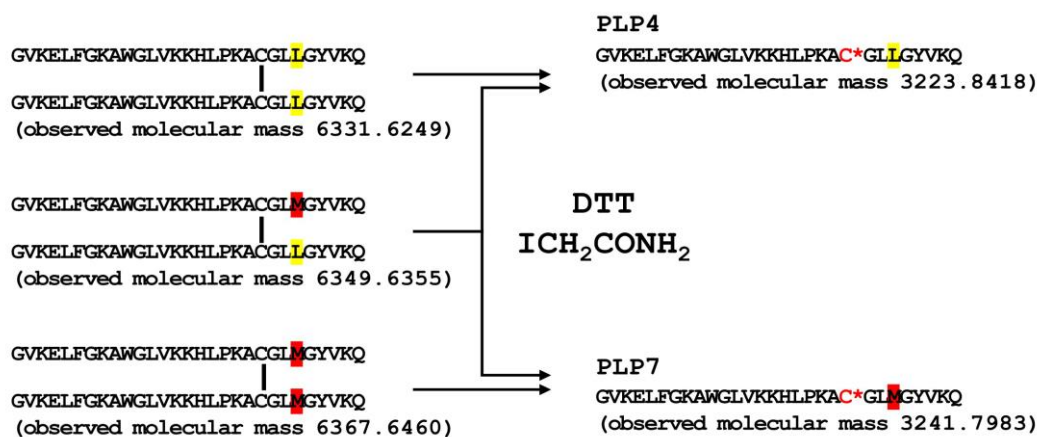 GVKELFGKAWGLVKKHLPKACGLLGYVKQ
GVKELFGKAWGLVKKHLPKACGLLGYVKQ
(observed molecular mass 6331.6249)
GVKELFGKAWGLVKKHLPKACGLMGYVKQ
GVKELFGKAWGLVKKHLPKACGLLGYVKQ
(observed molecular mass 6349.6355)
GVKELFGKAWGLVKKHLPKACGLMGYVKQ
GVKELFGKAWGLVKKHLPKACGLMGYVKQ
(observed molecular mass 6367.6460)
DTT
ICH₂CONH₂
PLP4
GVKELFGKAWGLVKKHLPKAC*GLLGYVKQ
(observed molecular mass 3223.8418)
PLP7
GVKELFGKAWGLVKKHLPKAC*GLMGYVKQ
(observed molecular mass 3241.7983)